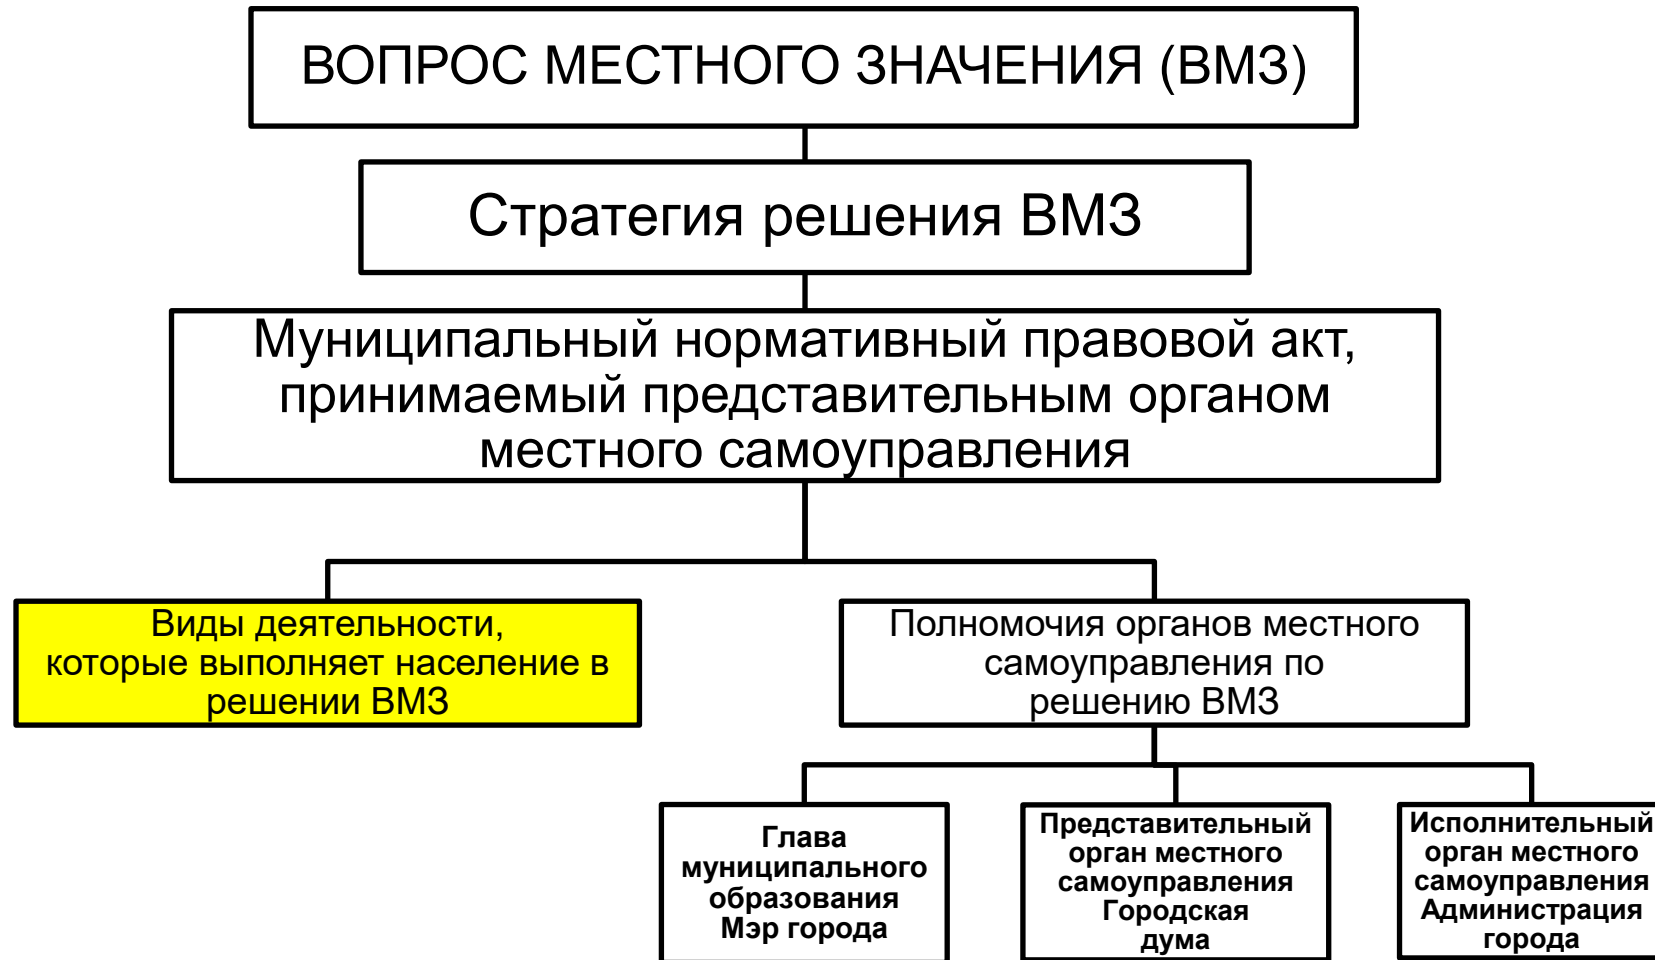 ВОПРОС МЕСТНОГО ЗНАЧЕНИЯ (ВМЗ)
Стратегия решения ВМЗ
Муниципальный нормативный правовой акт,
принимаемый представительным органом
местного самоуправления
Виды деятельности,
которые выполняет население в
решении ВМЗ
Полномочия органов местного
самоуправления по
решению ВМЗ
Глава
муниципального
образования
Мэр города
Представительный
орган местного
самоуправления
Городская
дума
Исполнительный
орган местного
самоуправления
Администрация
города